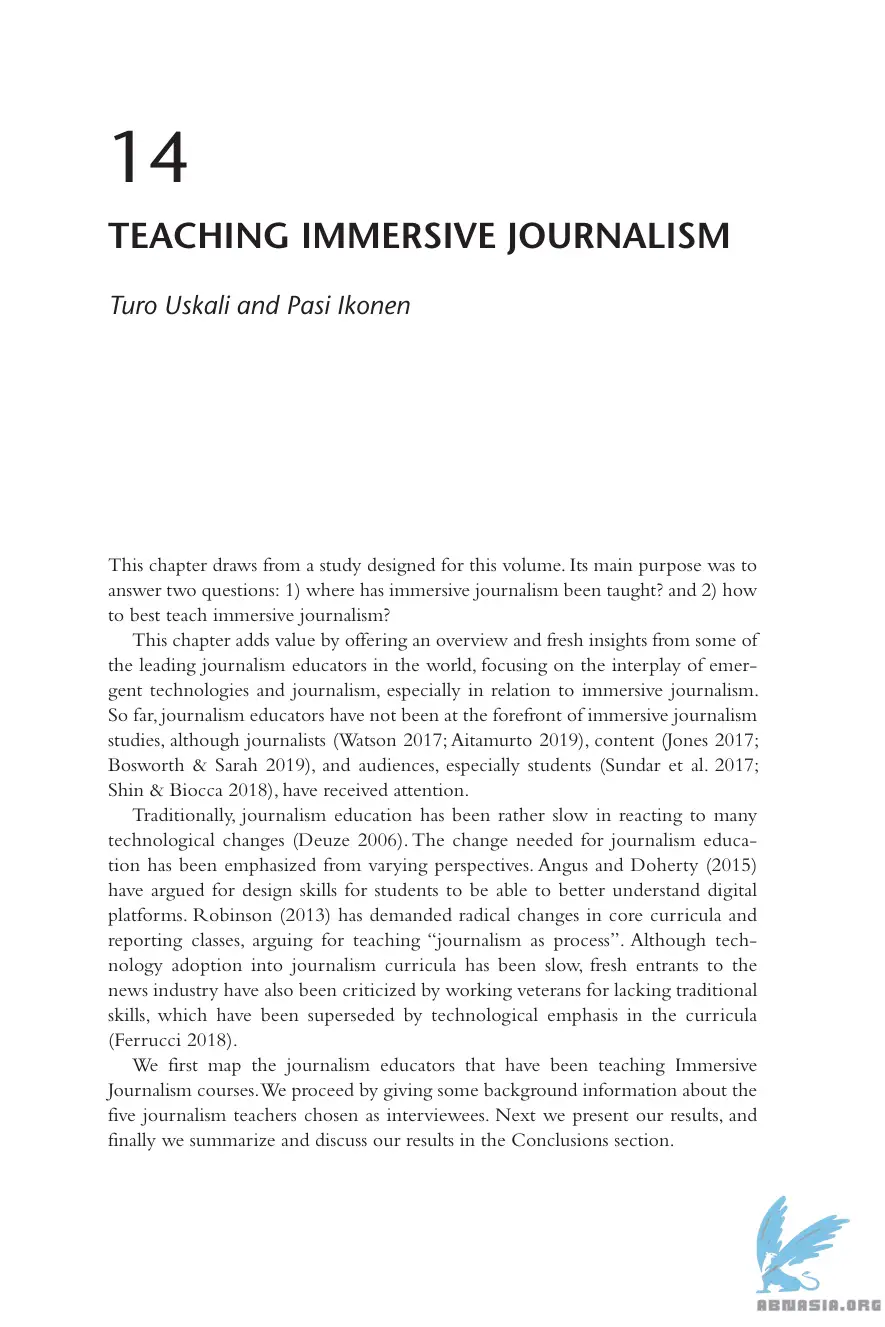 14
TEACHING IMMERSIVE JOURNALISM
Turo Uskali and Pasi Ikonen
This chapter draws from a study designed for this volume. Its main purpose was to
answer two questions: 1) where has immersive journalism been taught? and 2) how
to best teach immersive journalism?
This chapter adds value by offering an overview and fresh insights from some of
the leading journalism educators in the world, focusing on the interplay of emer-
gent technologies and journalism, especially in relation to immersive journalism.
So far, journalism educators have not been at the forefront of immersive journalism
studies, although journalists (Watson 2017; Aitamurto 2019), content (Jones 2017;
Bosworth & Sarah 2019), and audiences, especially students (Sundar et al. 2017;
Shin & Biocca 2018), have received attention.
Traditionally, journalism education has been rather slow in reacting to many
technological changes (Deuze 2006). The change needed for journalism educa-
tion has been emphasized from varying perspectives. Angus and Doherty (2015)
have argued for design skills for students to be able to better understand digital
platforms. Robinson (2013) has demanded radical changes in core curricula and
reporting classes, arguing for teaching “journalism as process”. Although tech-
nology adoption into journalism curricula has been slow, fresh entrants to the
news industry have also been criticized by working veterans for lacking traditional
skills, which have been superseded by technological emphasis in the curricula
(Ferrucci 2018).
We first map the journalism educators that have been teaching Immersive
Journalism courses. We proceed by giving some background information about the
five journalism teachers chosen as interviewees. Next we present our results, and
finally we summarize and discuss our results in the Conclusions section.
ABNASIA.ORG